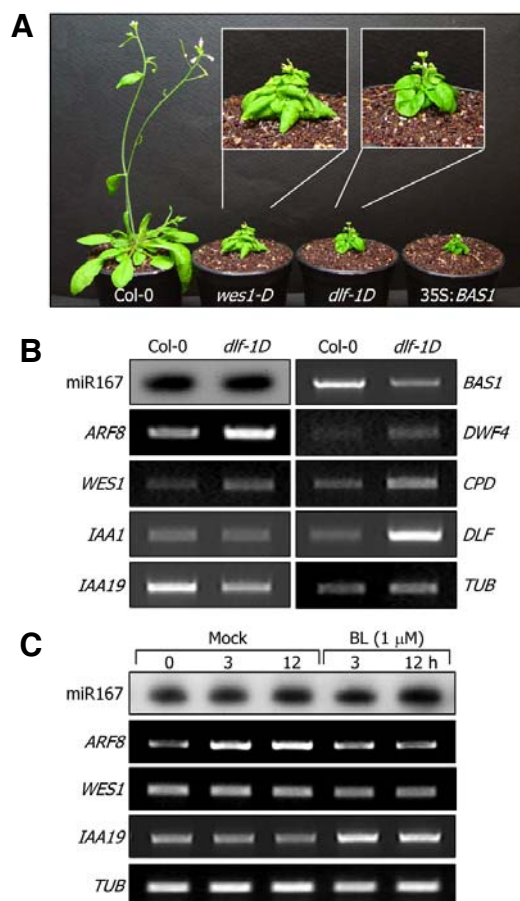 A
Col-0 wes1-D dlf-1D 35S:BAS1
B
Col-0 dlf-1D Col-0 dlf-1D
miR167 BAS1
ARF8 DWF4
WES1 CPD
IAA1 DLF
IAA19 TUB
C
Mock BL (1 μM)
0 3 12 3 12 h
miR167
ARF8
WES1
IAA19
TUB